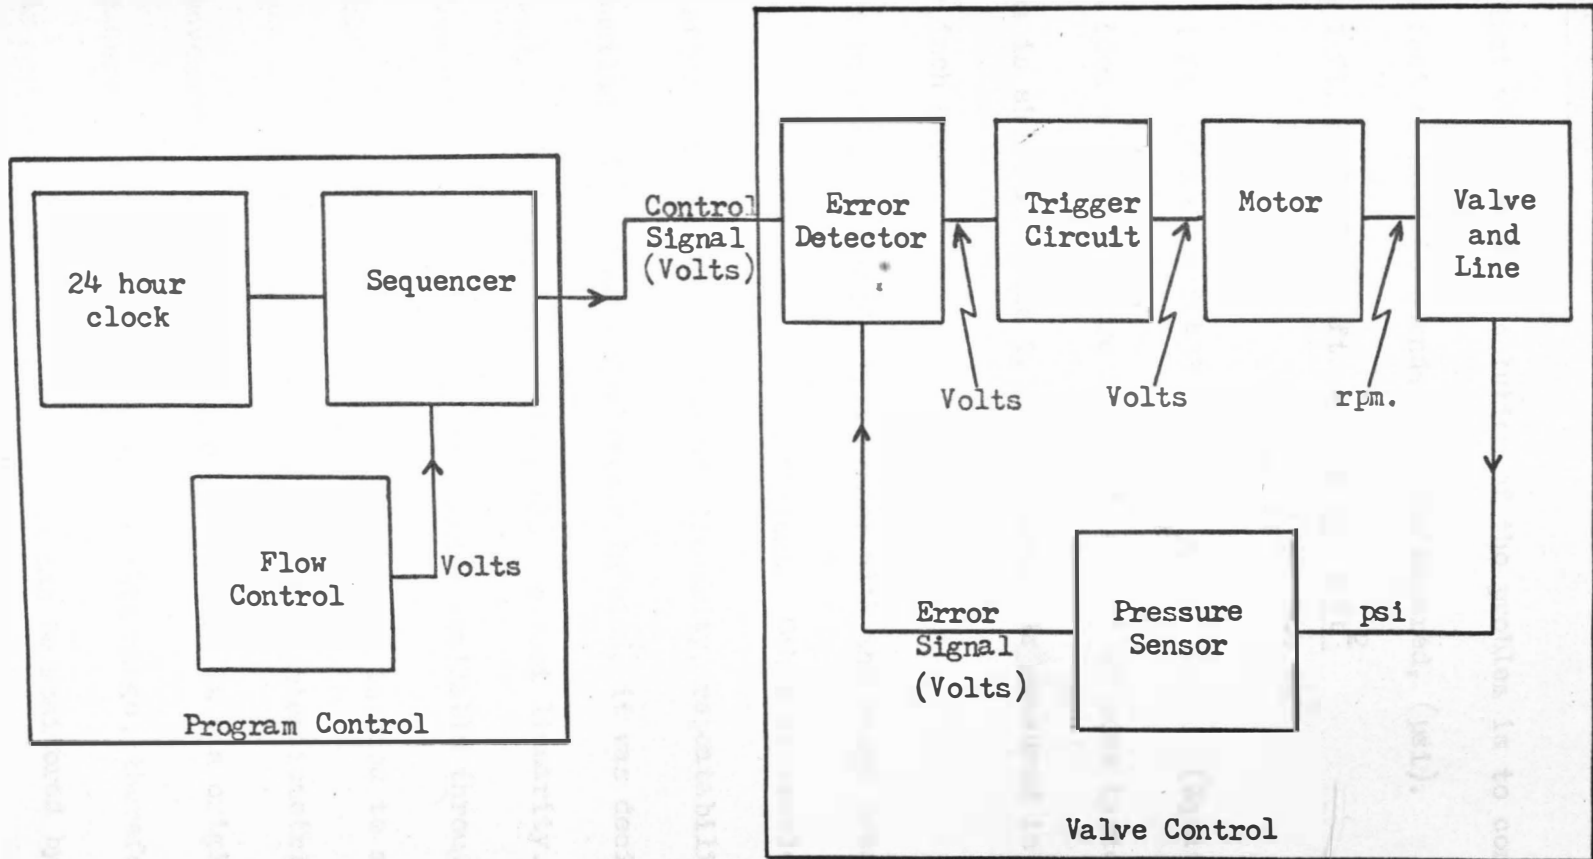 24 hour
clock
Sequencer
Flow
Control
Volts
Program Control
Control
Signal
(Volts)
Error
Detector
Trigger
Circuit
Motor
Valve
and
Line
Volts
Volts
rpm.
Error
Signal
(Volts)
Pressure
Sensor
psi
Valve Control